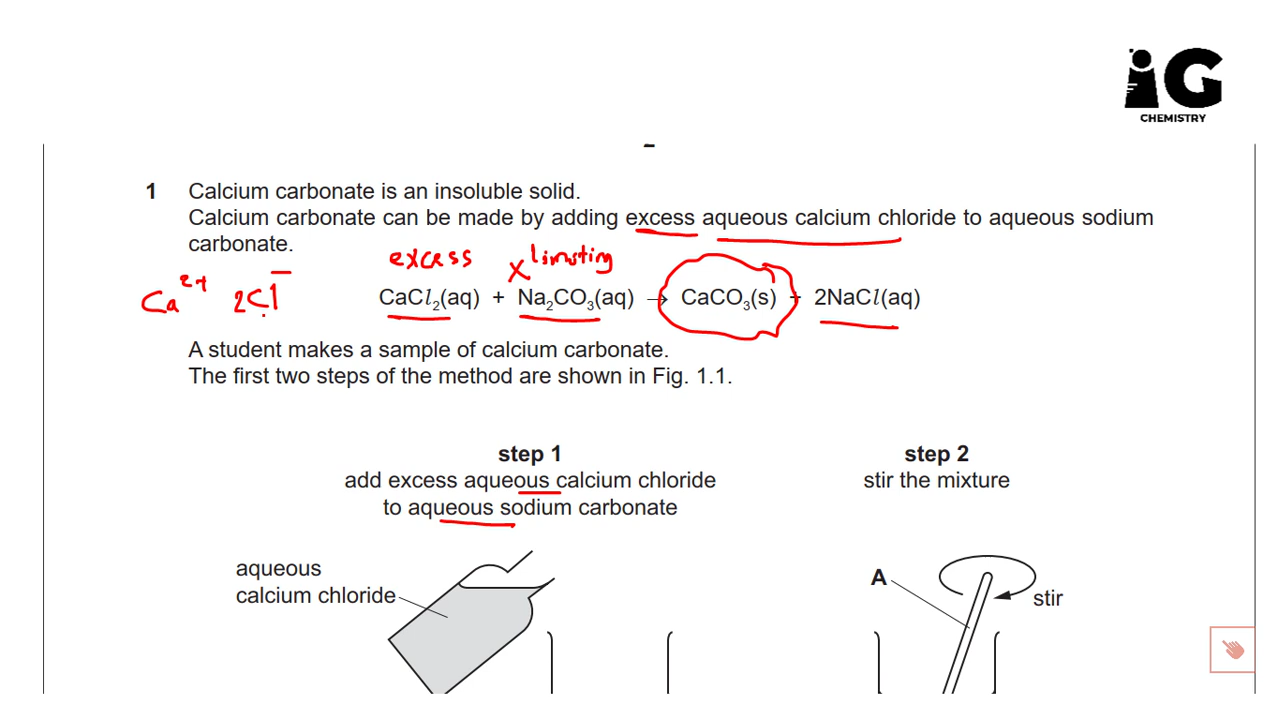 iG
CHEMISTRY
1 Calcium carbonate is an insoluble solid.
Calcium carbonate can be made by adding excess aqueous calcium chloride to aqueous sodium
carbonate.
excess x limiting
Ca²⁺ 2Cl⁻
CaCl₂(aq) + Na₂CO₃(aq) → CaCO₃(s) + 2NaCl(aq)
A student makes a sample of calcium carbonate.
The first two steps of the method are shown in Fig. 1.1.
step 1
add excess aqueous calcium chloride
to aqueous sodium carbonate
aqueous
calcium chloride
step 2
stir the mixture
A
stir